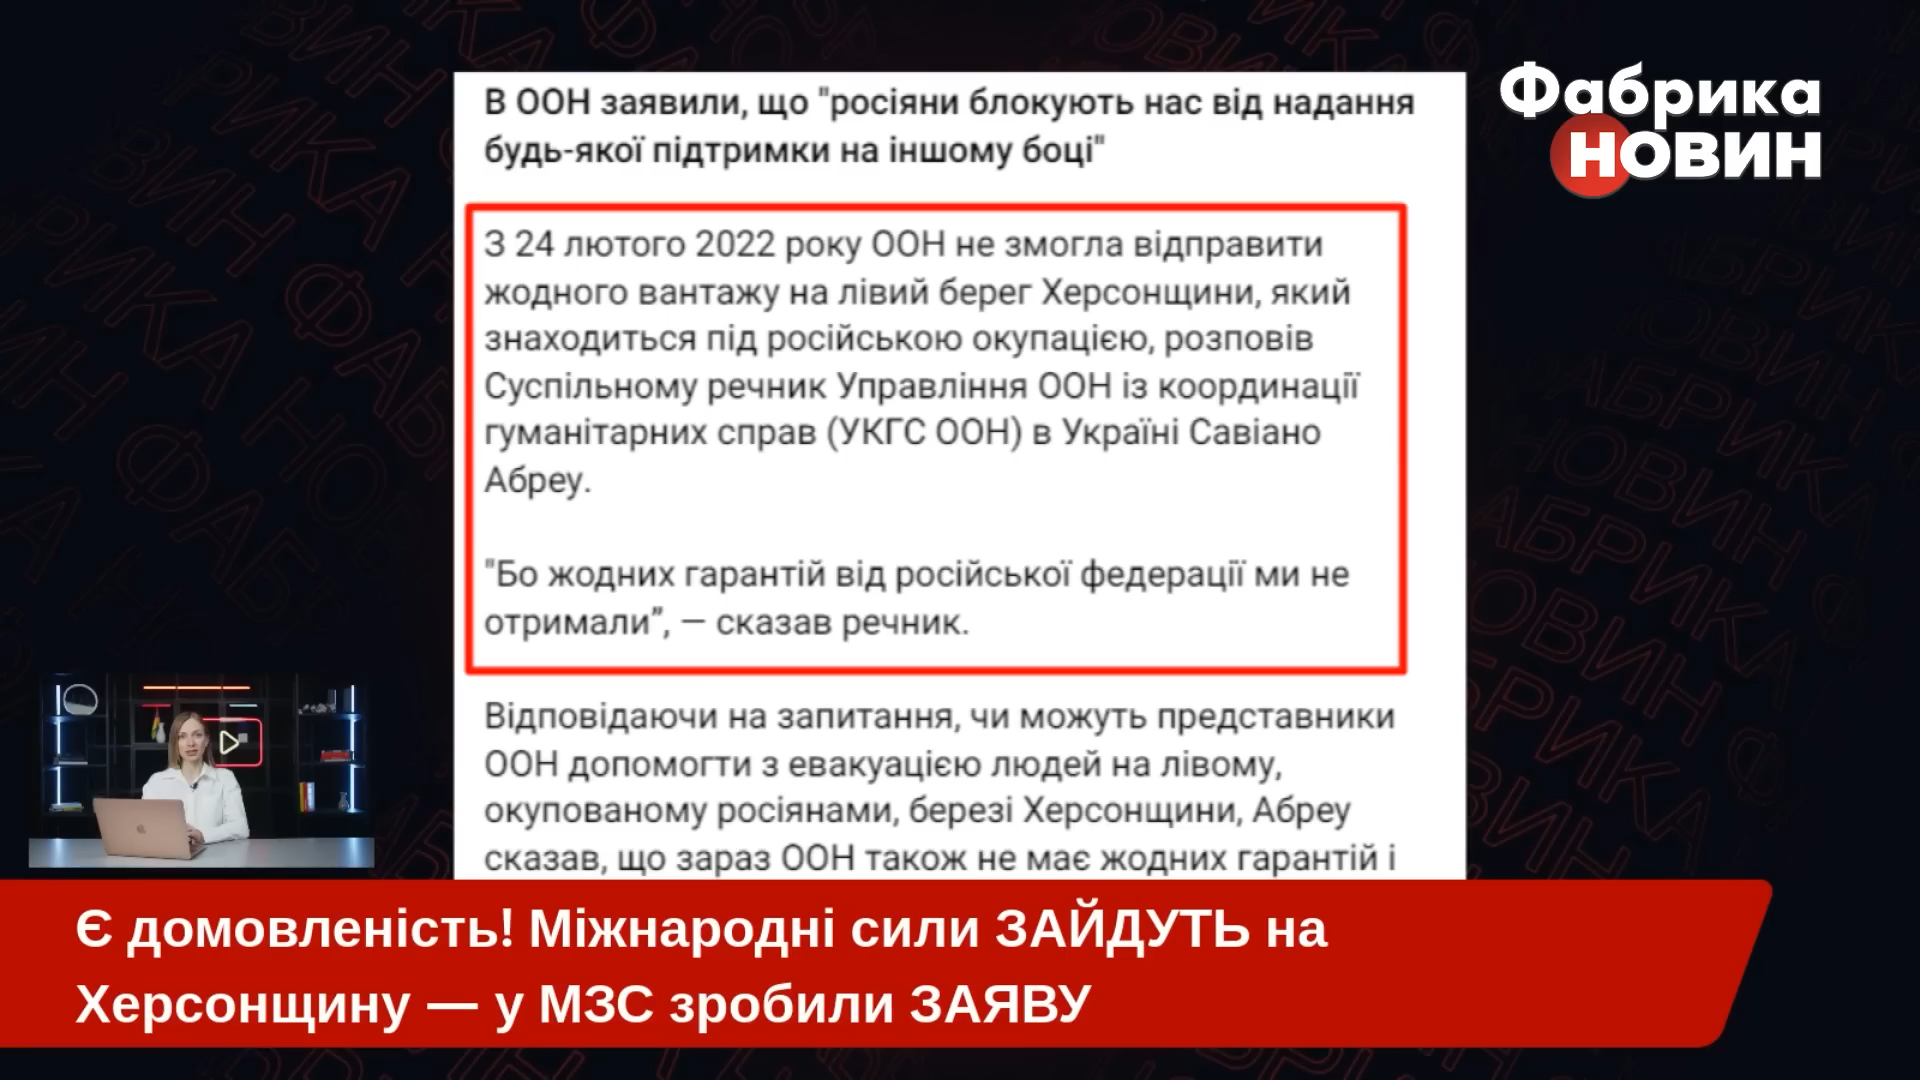 В ООН заявили, що "росіяни блокують нас від надання
будь-якої підтримки на іншому боці"
З 24 лютого 2022 року ООН не змогла відправити
жодного вантажу на лівий берег Херсонщини, який
знаходиться під російською окупацією, розповів
Суспільному речник Управління ООН із координації
гуманітарних справ (УКГС ООН) в Україні Савіано
Абреу.
"Бо жодних гарантій від російської федерації ми не
отримали”, — сказав речник.
Відповідаючи на запитання, чи можуть представники
ООН допомогти з евакуацією людей на лівому,
окупованому росіянами, березі Херсонщини, Абреу
сказав, що зараз ООН також не має жодних гарантій і
Фабрика
НОВИН
Є домовленість! Міжнародні сили ЗАЙДУТЬ на
Херсонщину — у МЗС зробили ЗАЯВУ